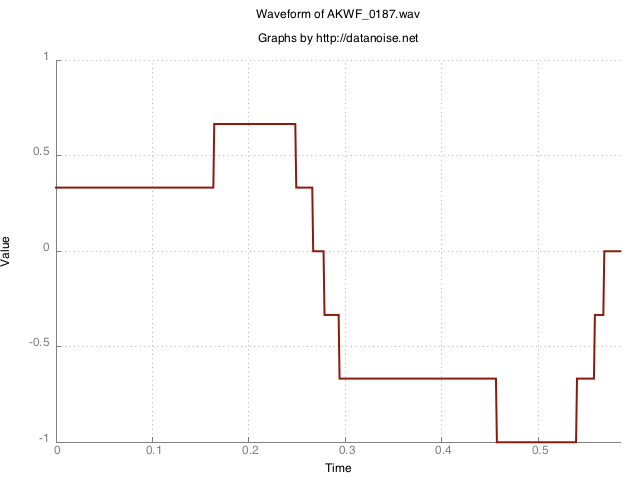 Waveform of AKWF_0187.wav
Graphs by http://datanoise.net
1
0.5
0
-0.5
-1
Value
0 0.1 0.2 0.3 0.4 0.5
Time